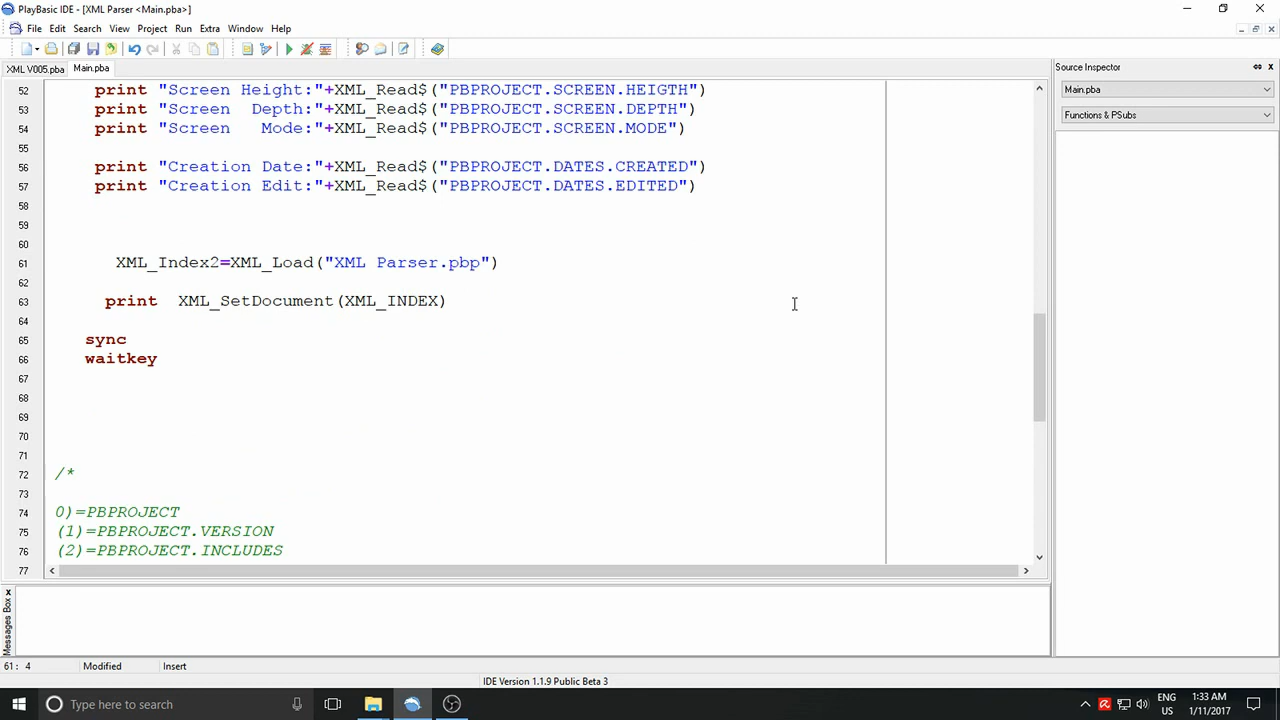 PlayBasic IDE - [XML Parser <Main.pba>]
File Edit Search View Project Run Extra Window Help
XML V005.pba Main.pba
Source Inspector
Main.pba
Functions & PSubs
52 print "Screen Height:"+XML_Read$("PBPROJECT.SCREEN.HEIGTH")
53 print "Screen Depth:"+XML_Read$("PBPROJECT.SCREEN.DEPTH")
54 print "Screen Mode:"+XML_Read$("PBPROJECT.SCREEN.MODE")
55
56 print "Creation Date:"+XML_Read$("PBPROJECT.DATES.CREATED")
57 print "Creation Edit:"+XML_Read$("PBPROJECT.DATES.EDITED")
58
59
60
61 XML_Index2=XML_Load("XML Parser.pbp")
62
63 print XML_SetDocument(XML_INDEX)
64
65 sync
66 waitkey
67
68
69
70
71
72 /*
73
74 0)=PBPROJECT
75 (1)=PBPROJECT.VERSION
76 (2)=PBPROJECT.INCLUDES
77
Messages Box
61: 4 Modified Insert
IDE Version 1.1.9 Public Beta 3
Type here to search
ENG
US
1:33 AM
1/11/2017